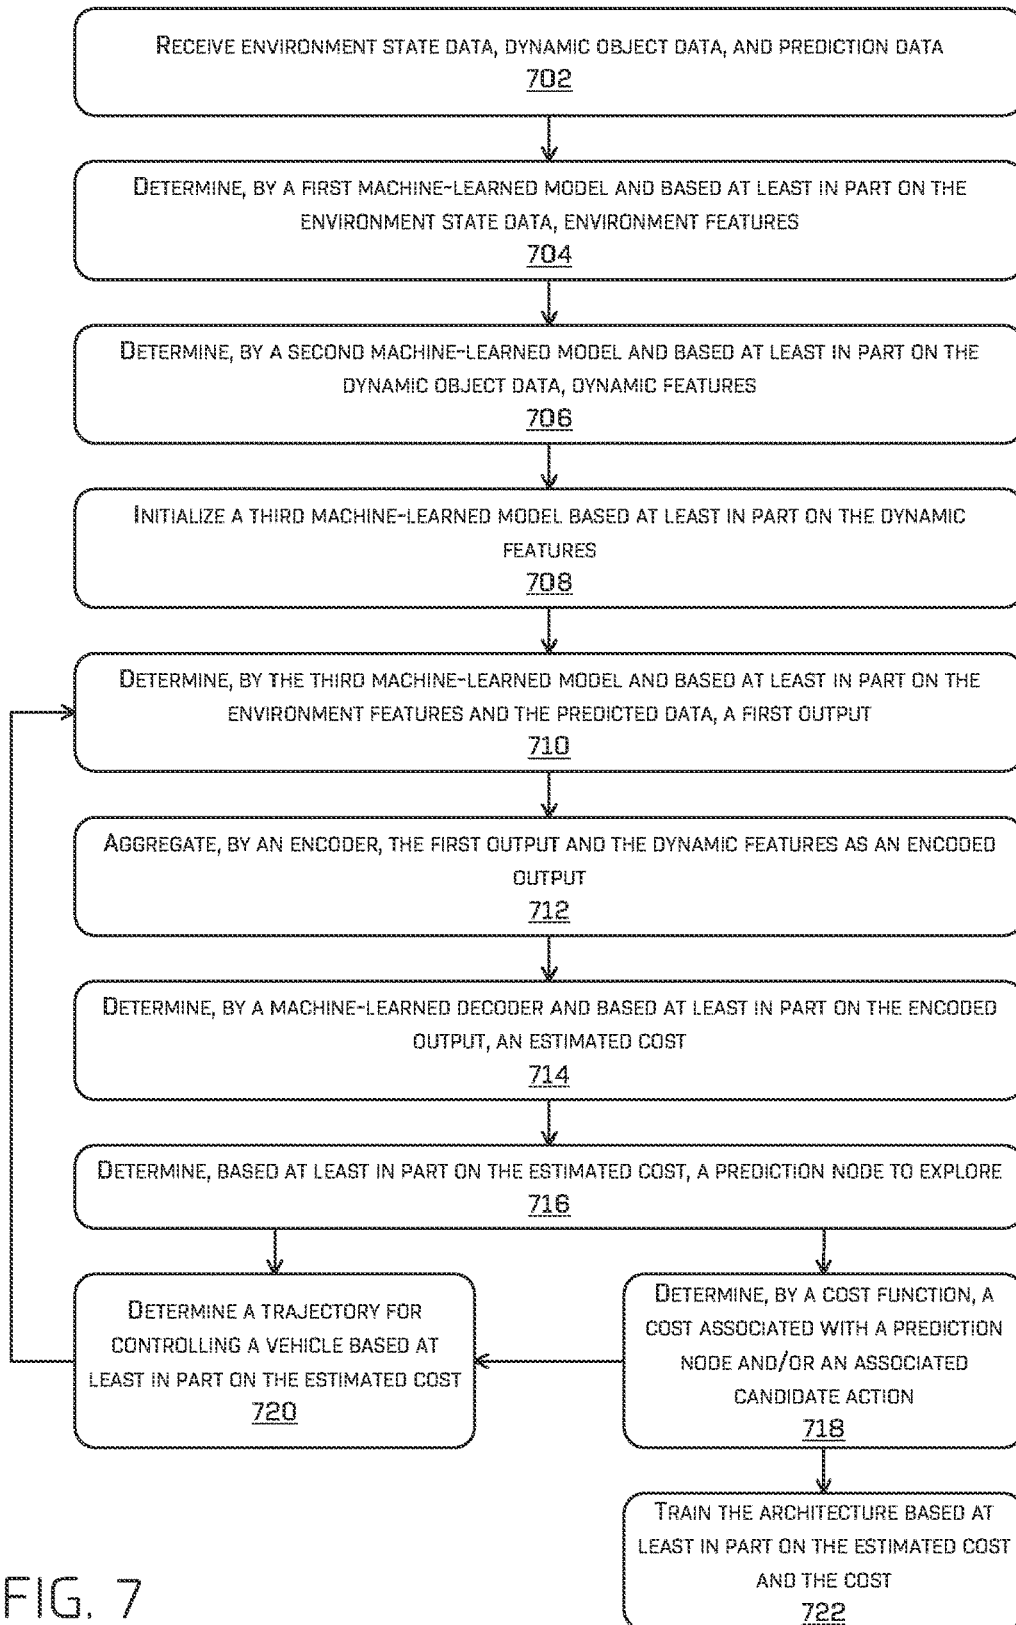 Receive environment state data, dynamic object data, and prediction data
702
Determine, by a first machine-learned model and based at least in part on the
environment state data, environment features
704
Determine, by a second machine-learned model and based at least in part on the
dynamic object data, dynamic features
706
Initialize a third machine-learned model based at least in part on the dynamic
features
708
Determine, by the third machine-learned model and based at least in part on the
environment features and the predicted data, a first output
710
Aggregate, by an encoder, the first output and the dynamic features as an encoded
output
712
Determine, by a machine-learned decoder and based at least in part on the encoded
output, an estimated cost
714
Determine, based at least in part on the estimated cost, a prediction node to explore
716
Determine a trajectory for
controlling a vehicle based at
least in part on the estimated cost
720
Determine, by a cost function, a
cost associated with a prediction
node and/or an associated
candidate action
718
Train the architecture based at
least in part on the estimated cost
and the cost
722
FIG. 7